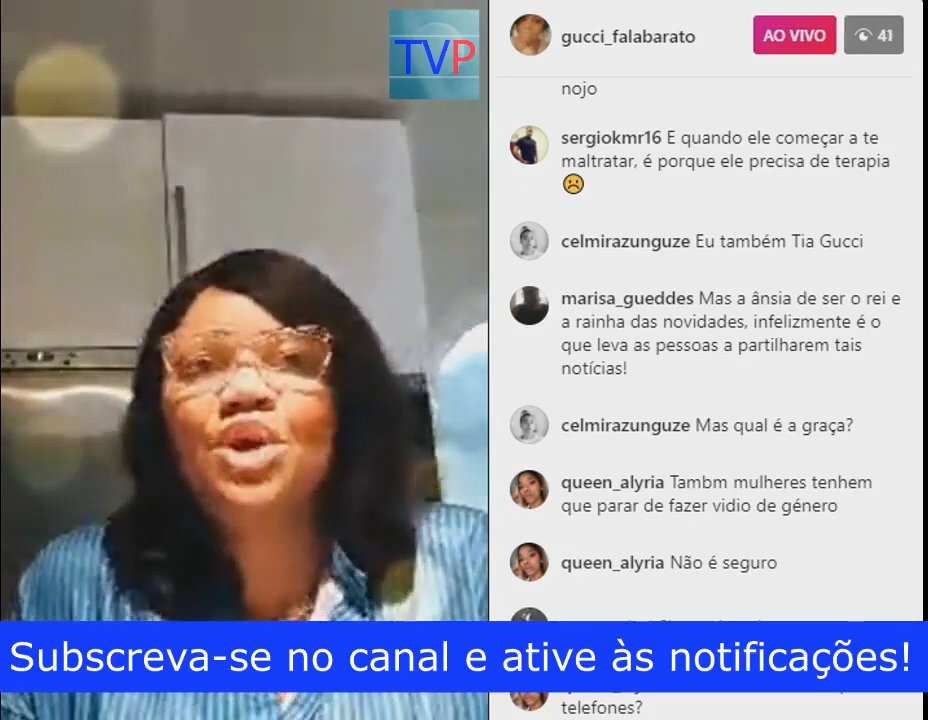 TVP
gucci_falabarato
AO VIVO
41
nojo
sergiokmr16 E quando ele começar a te
maltratar, é porque ele precisa de terapia
celmirazunguze Eu também Tia Gucci
marisa_gueddes Mas a ânsia de ser o rei e
a rainha das novidades, infelizmente é o
que leva as pessoas a partilharem tais
notícias!
celmirazunguze Mas qual é a graça?
queen_alyria Tambm mulheres tenhem
que parar de fazer vidio de género
queen_alyria Não é seguro
Subscreva-se no canal e ative às notificações!
telefones?